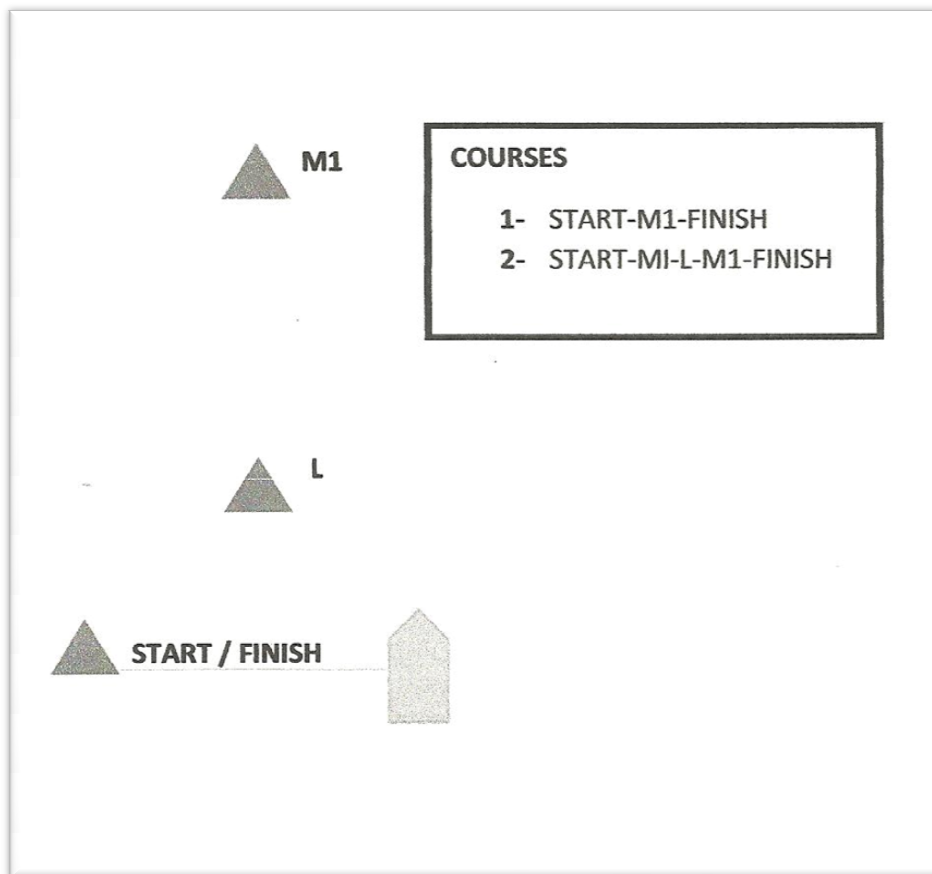 M1
COURSES
1- START-M1-FINISH
2- START-MI-L-M1-FINISH
L
START / FINISH